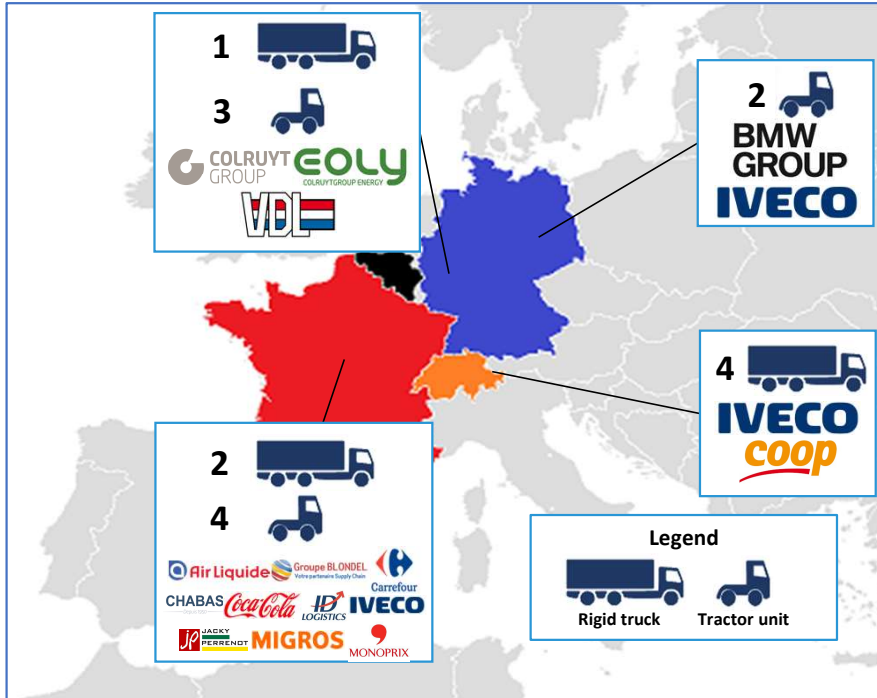 1
3
COLRUYT
GROUP
EOLY
COLRUYTGROUP ENERGY
VDL
2
BMW
GROUP
IVECO
4
IVECO
coop
2
4
Air Liquide
Groupe BLONDEL
Votre partenaire Supply Chain
Carrefour
CHABAS
Coca-Cola
ID
LOGISTICS
IVECO
JP
JACKY
PERRENOT
MIGROS
MONOPRIX
Legend
Rigid truck
Tractor unit